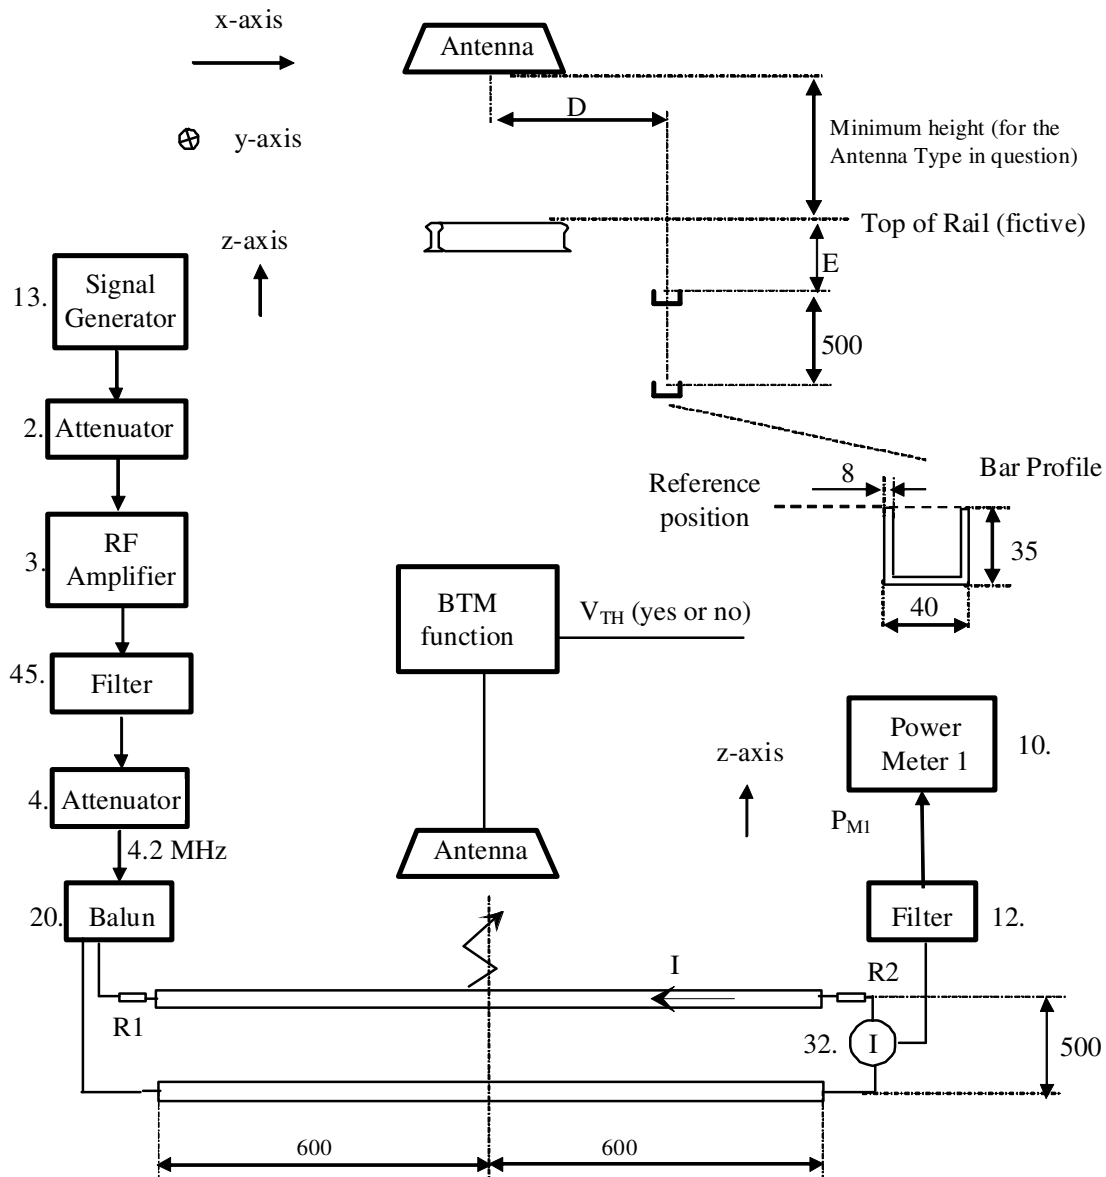 x-axis
Antenna
D
Minimum height (for the
Antenna Type in question)
y-axis
Top of Rail (fictive)
z-axis
E
13.
Signal
Generator
500
2.
Attenuator
8
Bar Profile
Reference
position
35
40
3.
RF
Amplifier
BTM
function
V_TH (yes or no)
45.
Filter
Power
Meter 1
10.
z-axis
4.
Attenuator
P_M1
4.2 MHz
Antenna
20.
Balun
Filter
12.
I
R2
R1
32.
I
500
600
600